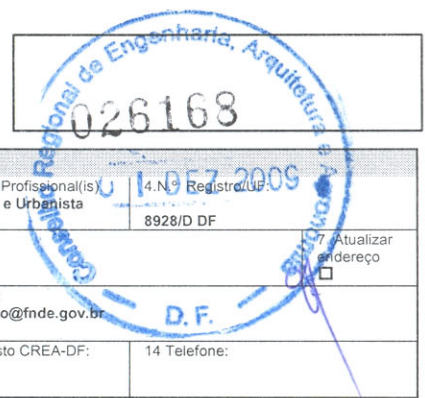 Conselho Regional de Engenharia, Arquitetura e Agronomia
026168
Profissional(is) 4.N.º Registro/UF:
e Urbanista 01 DEZ 2009
8928/D DF
7. Atualizar
endereço
o@fnde.gov.br
D.F.
sto CREA-DF: 14 Telefone: